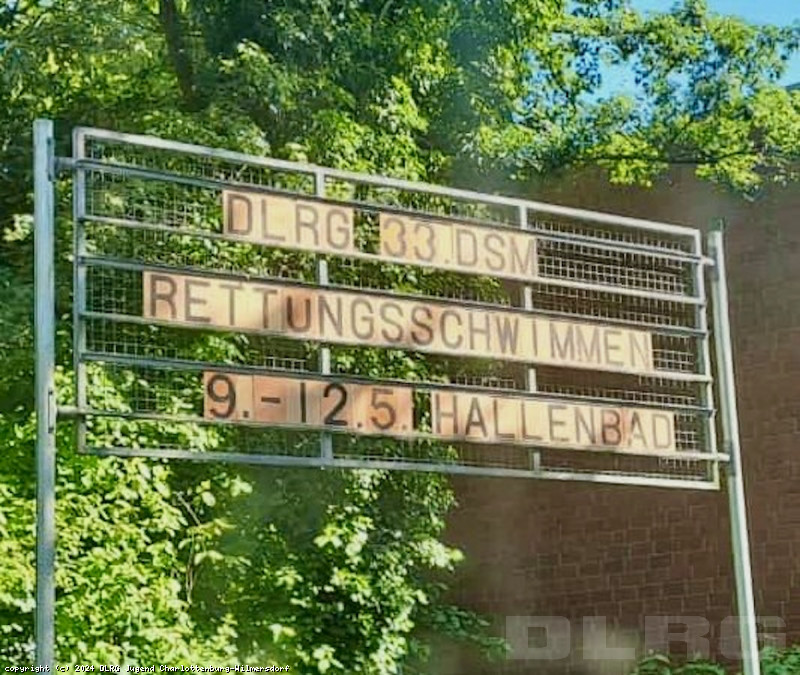 DLRG 33.DSM
RETTUNGSSCHWIMMEN
9.-12.5. HALLENBAD
DLRG
copyright (c) 2024 DLRG Jugend Charlottenburg-Wilmersdorf